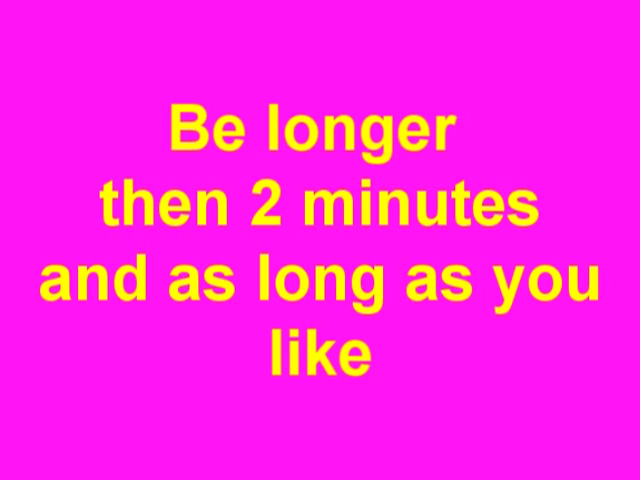 Be longer
then 2 minutes
and as long as you
like